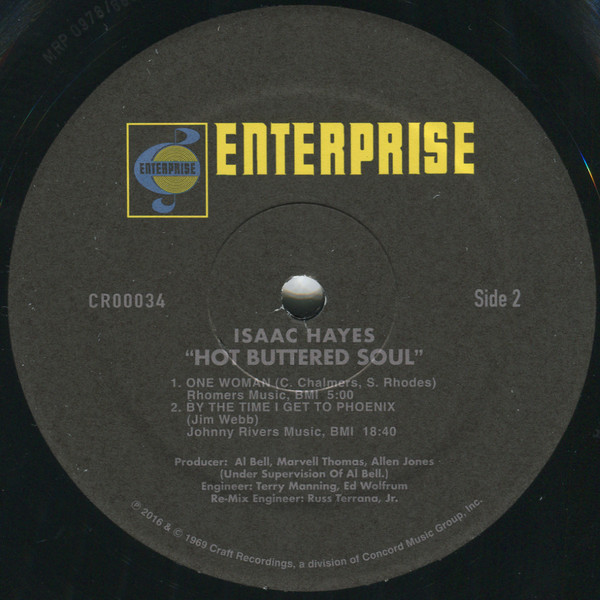 ENTERPRISE
ENTERPRISE
CR00034
Side 2
ISAAC HAYES
“HOT BUTTERED SOUL”
1. ONE WOMAN (C. Chalmers, S. Rhodes)
Rhomers Music, BMI 5:00
2. BY THE TIME I GET TO PHOENIX
(Jim Webb)
Johnny Rivers Music, BMI 18:40
Producer: Al Bell, Marvell Thomas, Allen Jones
(Under Supervision Of Al Bell.)
Engineer: Terry Manning, Ed Wolfrum
Re-Mix Engineer: Russ Terrana, Jr.
℗ 2016 & © 1969 Craft Recordings, a division of Concord Music Group, Inc.